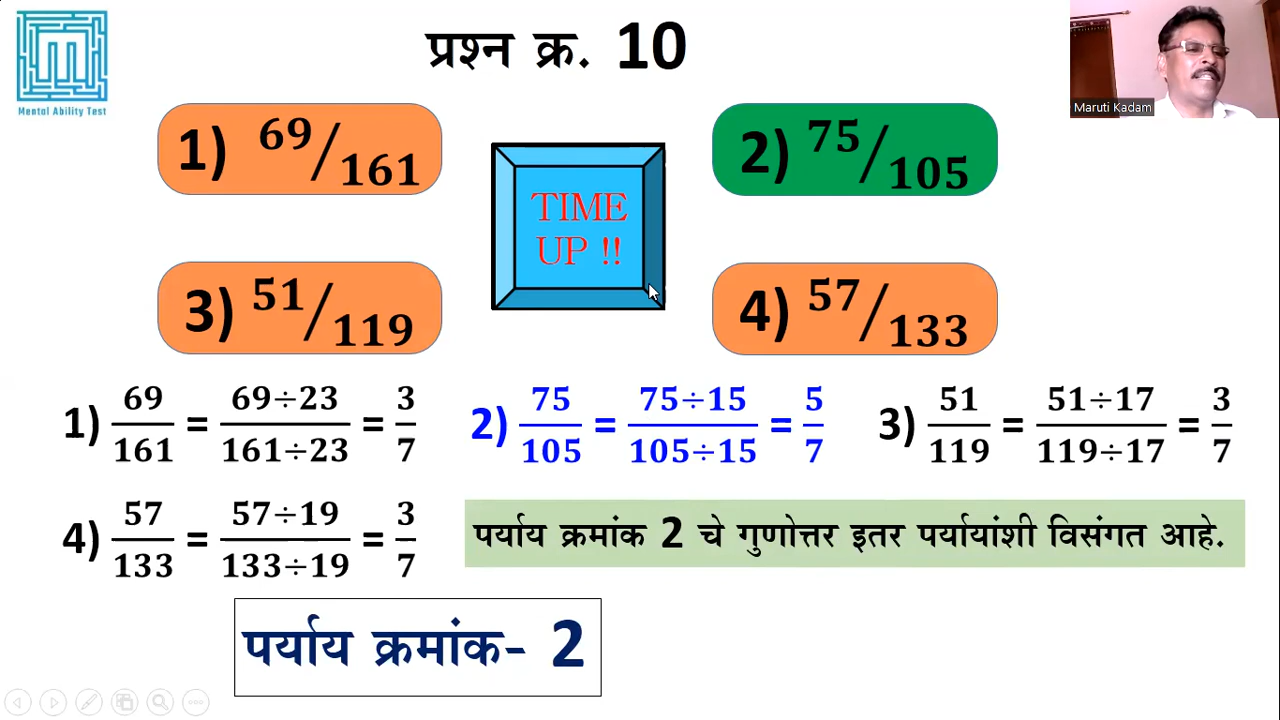 Mental Ability Test
प्रश्न क्र. 10
Maruti Kadam
1) 69/161
2) 75/105
TIME
UP !!
3) 51/119
4) 57/133
1) 69/161 = 69÷23/161÷23 = 3/7
2) 75/105 = 75÷15/105÷15 = 5/7
3) 51/119 = 51÷17/119÷17 = 3/7
4) 57/133 = 57÷19/133÷19 = 3/7
पर्याय क्रमांक 2 चे गुणोत्तर इतर पर्यायांशी विसंगत आहे.
पर्याय क्रमांक- 2